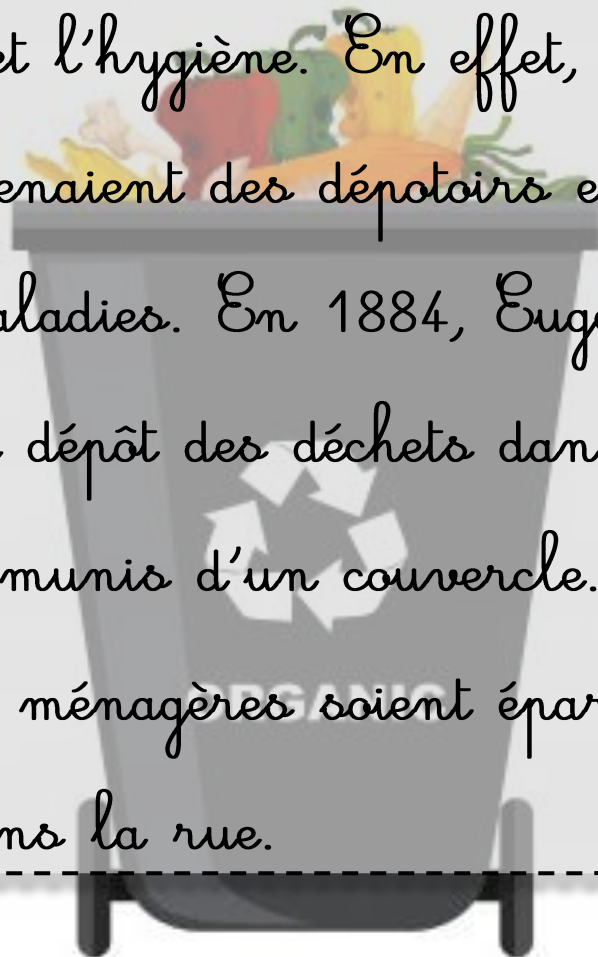 et l'hygiène. En effet,
enaient des dépotoirs e
aladies. En 1884, Eug
dépôt des déchets dan
munis d'un couvercle.
ORGANIC
ménagères soient épar
ns la rue.